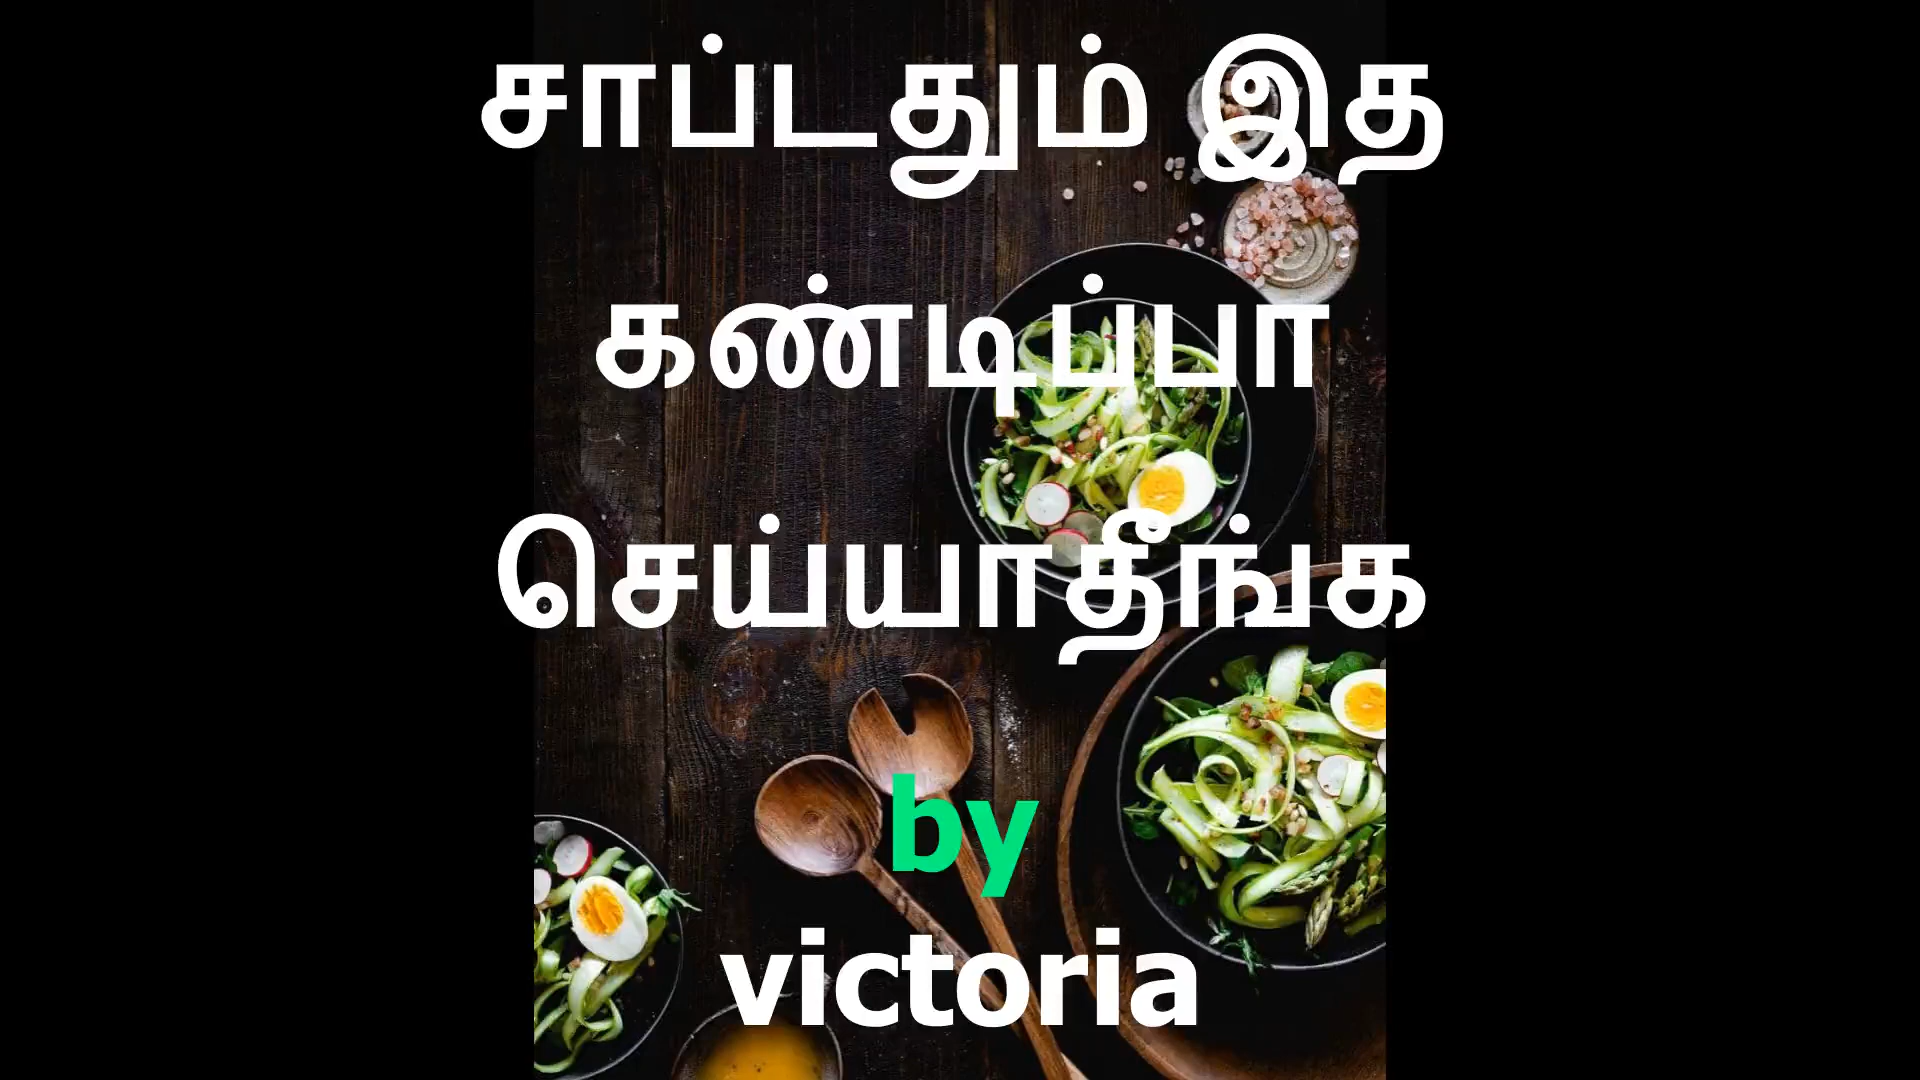 சாப்டதும் இத
கண்டிப்பா
செய்யாதீங்க
by
victoria